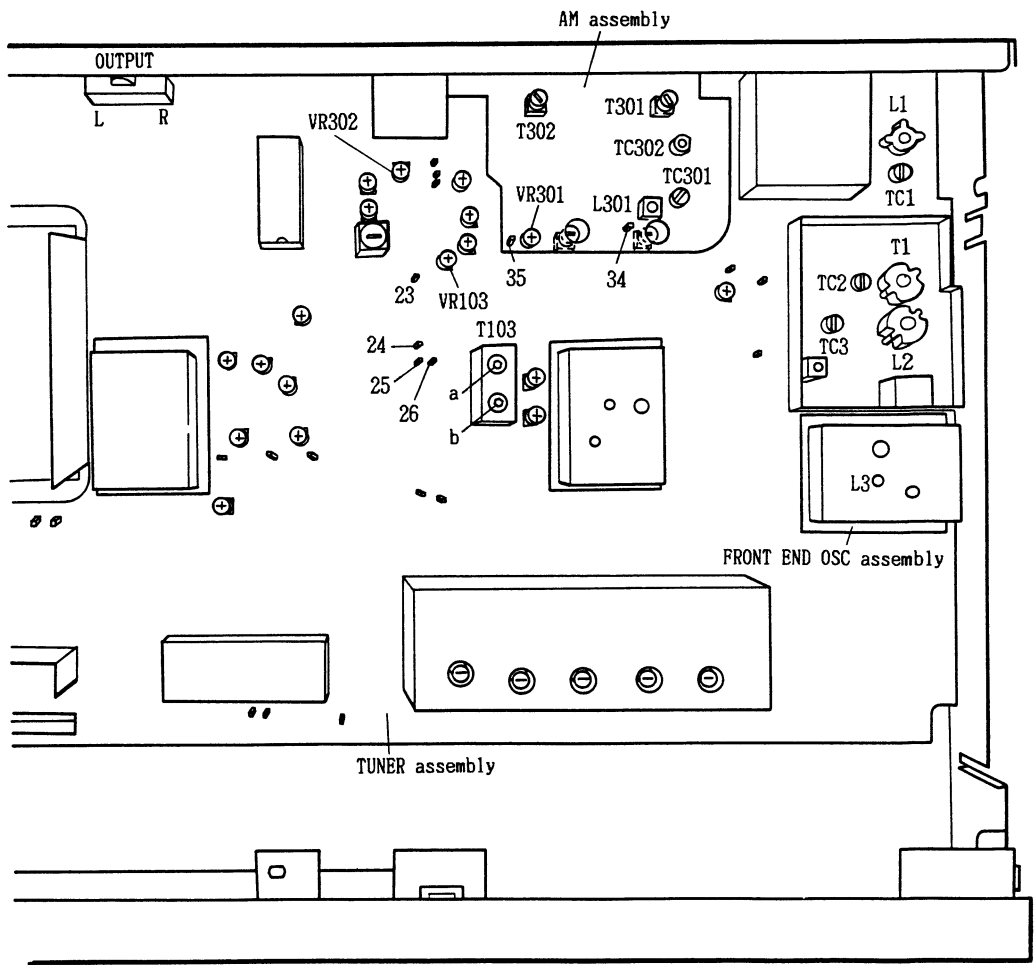 AM assembly
OUTPUT
L R
VR302
T302
T301
TC302
TC301
L301
VR301
L1
TC1
35
34
23
VR103
T1
TC2
TC3
L2
24
25
26
T103
a
b
L3
FRONT END OSC assembly
TUNER assembly